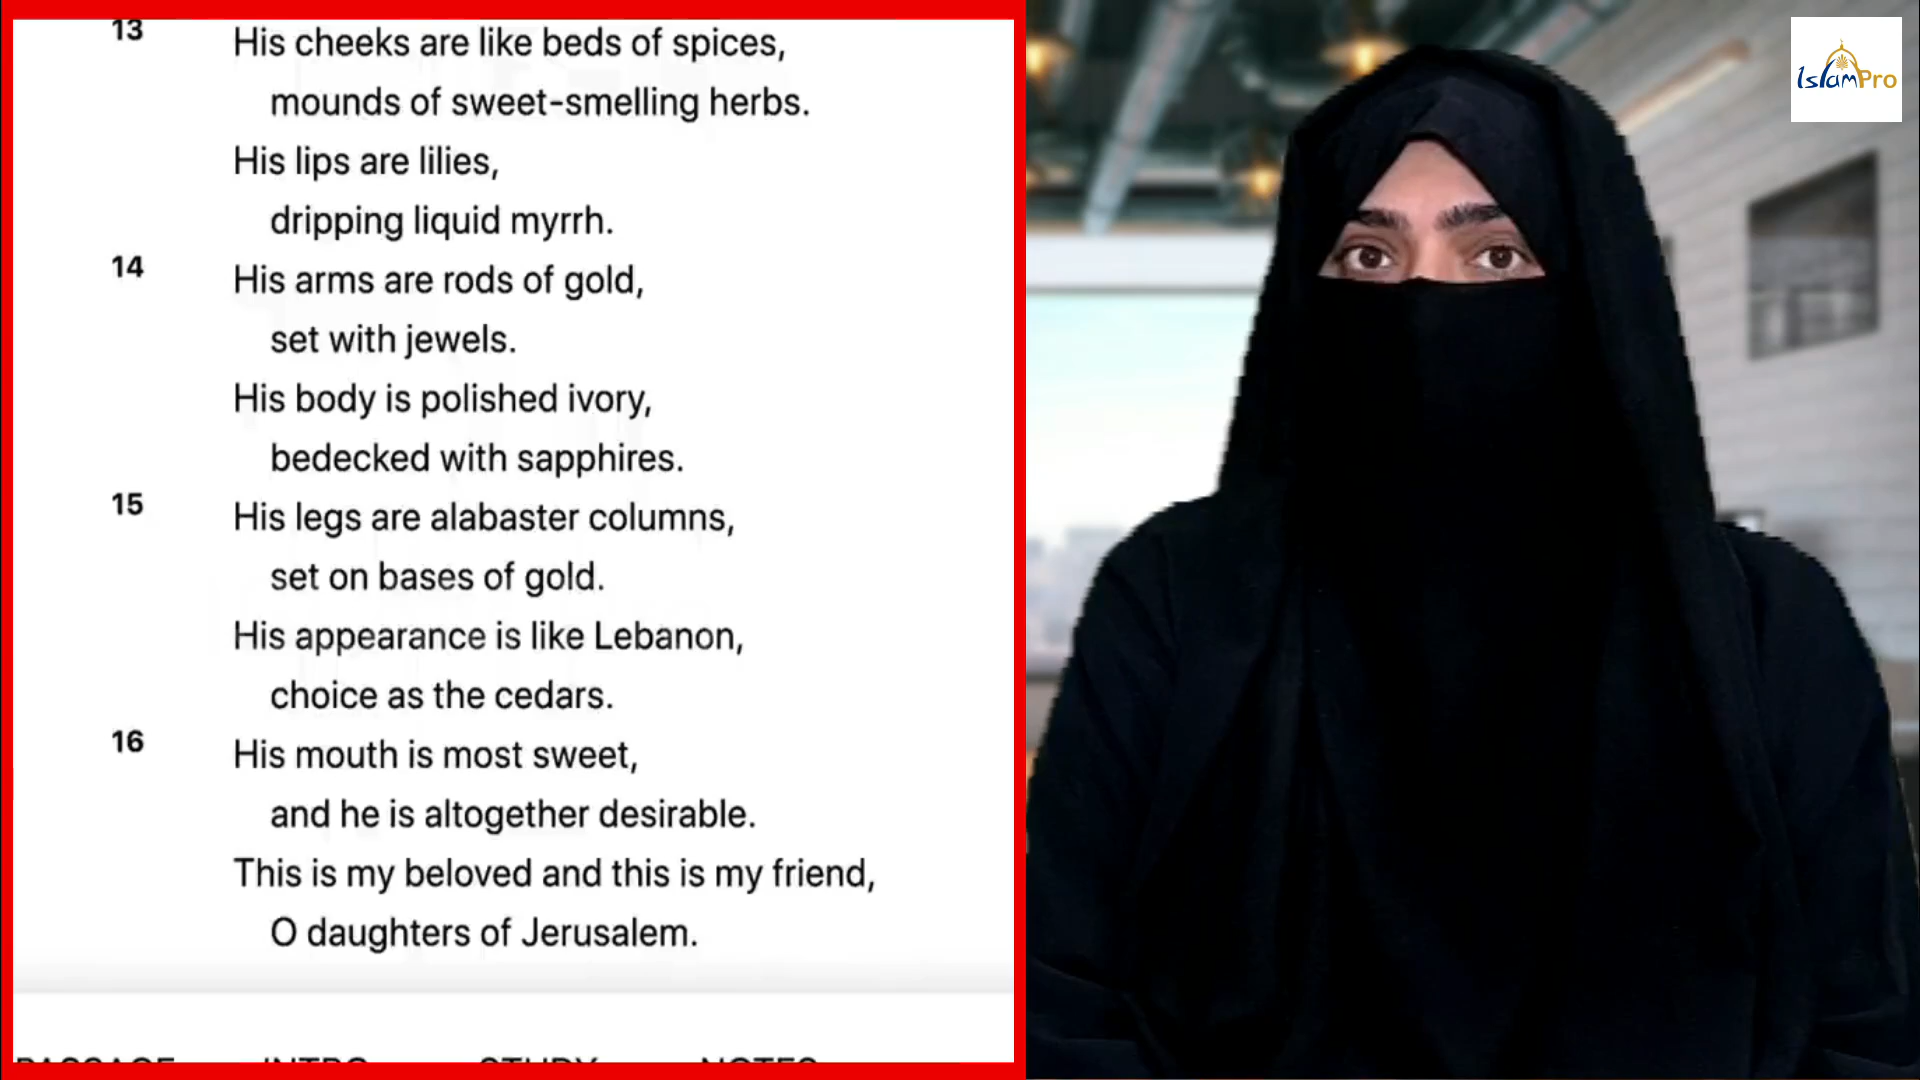 13 His cheeks are like beds of spices,
mounds of sweet-smelling herbs.
His lips are lilies,
dripping liquid myrrh.
14 His arms are rods of gold,
set with jewels.
His body is polished ivory,
bedecked with sapphires.
15 His legs are alabaster columns,
set on bases of gold.
His appearance is like Lebanon,
choice as the cedars.
16 His mouth is most sweet,
and he is altogether desirable.
This is my beloved and this is my friend,
O daughters of Jerusalem.
PASSAGE INTRO STUDY NOTES
IslamPro